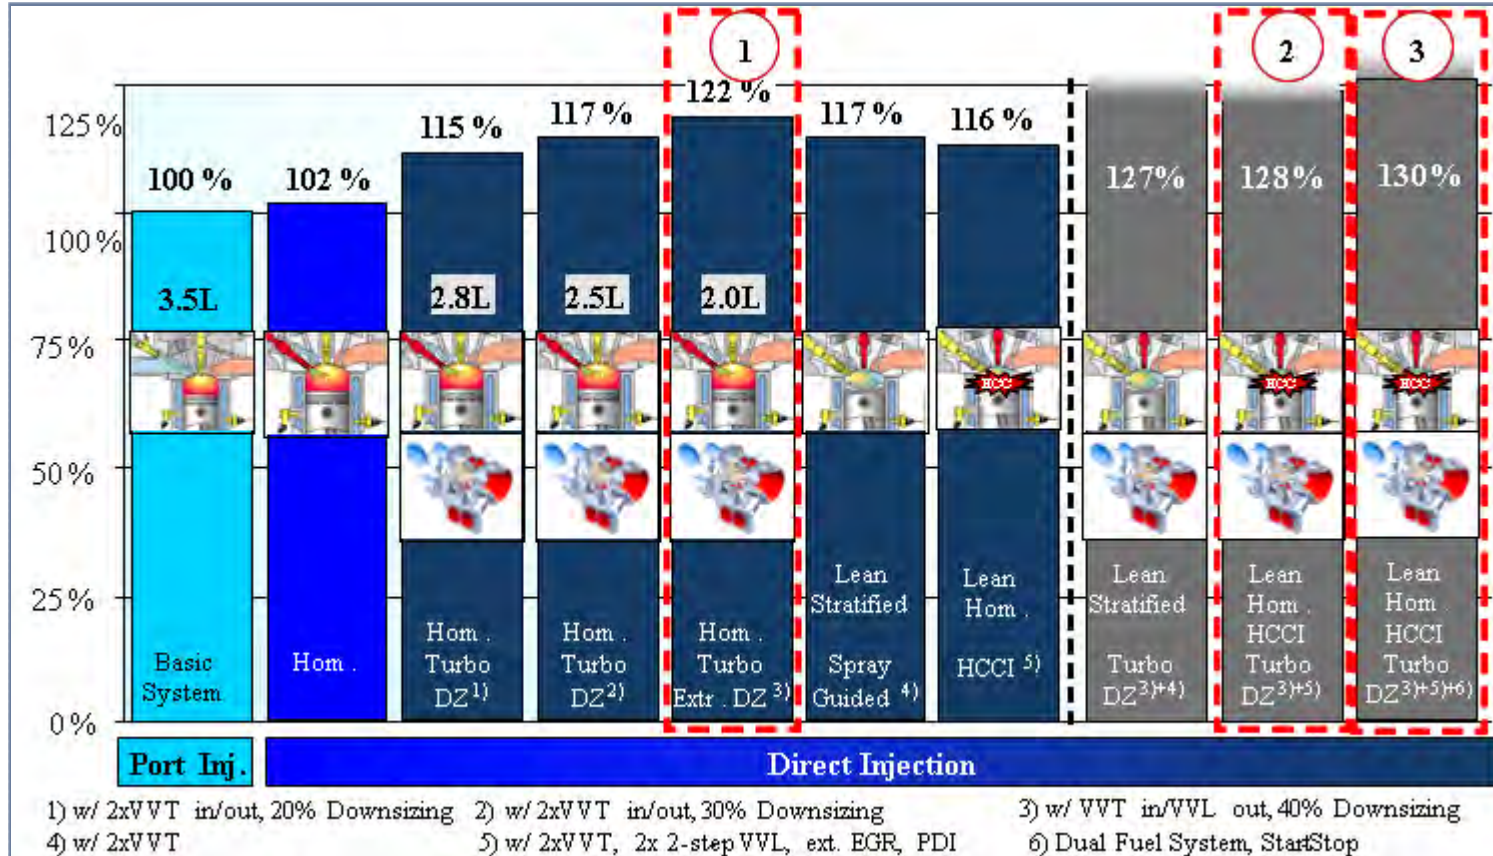 1
2
3
125 %
100 %
75 %
50 %
25 %
0 %
100 %
102 %
115 %
117 %
122 %
117 %
116 %
127%
128%
130%
3.5L
2.8L
2.5L
2.0L
HCCI
HCCI
HCCI
Basic
System
Hom .
Hom .
Turbo
DZ1)
Hom .
Turbo
DZ2)
Hom .
Turbo
Extr . DZ 3)
Lean
Stratified
Spray
Guided 4)
Lean
Hom .
HCCI 5)
Lean
Stratified
Turbo
DZ3)+4)
Lean
Hom .
HCCI
Turbo
DZ3)+5)
Lean
Hom .
HCCI
Turbo
DZ3)+5)+6)
Port Inj.
Direct Injection
1) w/ 2xVVT in/out, 20% Downsizing 2) w/ 2xVVT in/out, 30% Downsizing 3) w/ VVT in/VVL out, 40% Downsizing
4) w/ 2xVVT 5) w/ 2xVVT, 2x 2-step VVL, ext. EGR, PDI 6) Dual Fuel System, StartStop